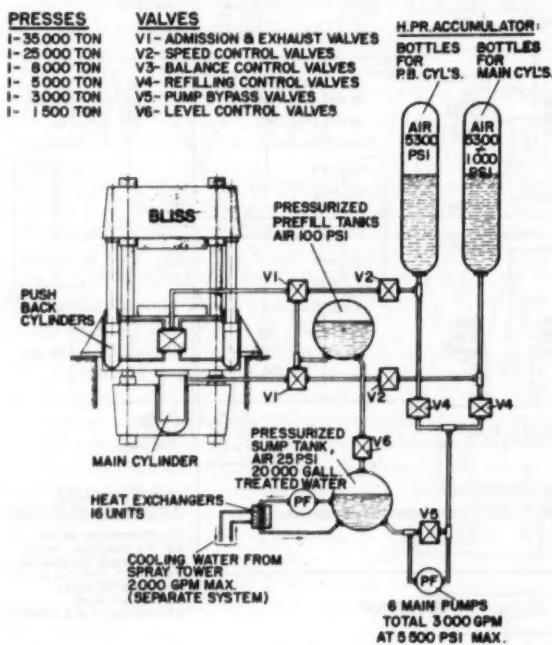 PRESSES
1- 35 000 TON
1- 25 000 TON
1- 8 000 TON
1- 5 000 TON
1- 3 000 TON
1- 1 500 TON
VALVES
V1- ADMISSION & EXHAUST VALVES
V2- SPEED CONTROL VALVES
V3- BALANCE CONTROL VALVES
V4- REFILLING CONTROL VALVES
V5- PUMP BYPASS VALVES
V6- LEVEL CONTROL VALVES
H.PR. ACCUMULATOR:
BOTTLES
FOR
P.B. CYL'S.
BOTTLES
FOR
MAIN CYL'S.
AIR
5300
PSI
AIR
5300
1 000
PSI
BLISS
PRESSURIZED
PREFILL TANKS
AIR 100 PSI
V1
V2
PUSH
BACK
CYLINDERS
V1
V2
V4
V4
MAIN CYLINDER
PRESSURIZED
SUMP TANK,
AIR 25 PSI
20 000 GALL.
TREATED WATER
V6
HEAT EXCHANGERS
16 UNITS
PF
V5
COOLING WATER FROM
SPRAY TOWER
2 000 GPM MAX.
(SEPARATE SYSTEM)
PF
6 MAIN PUMPS
TOTAL 3 000 GPM
AT 5 500 PSI MAX.